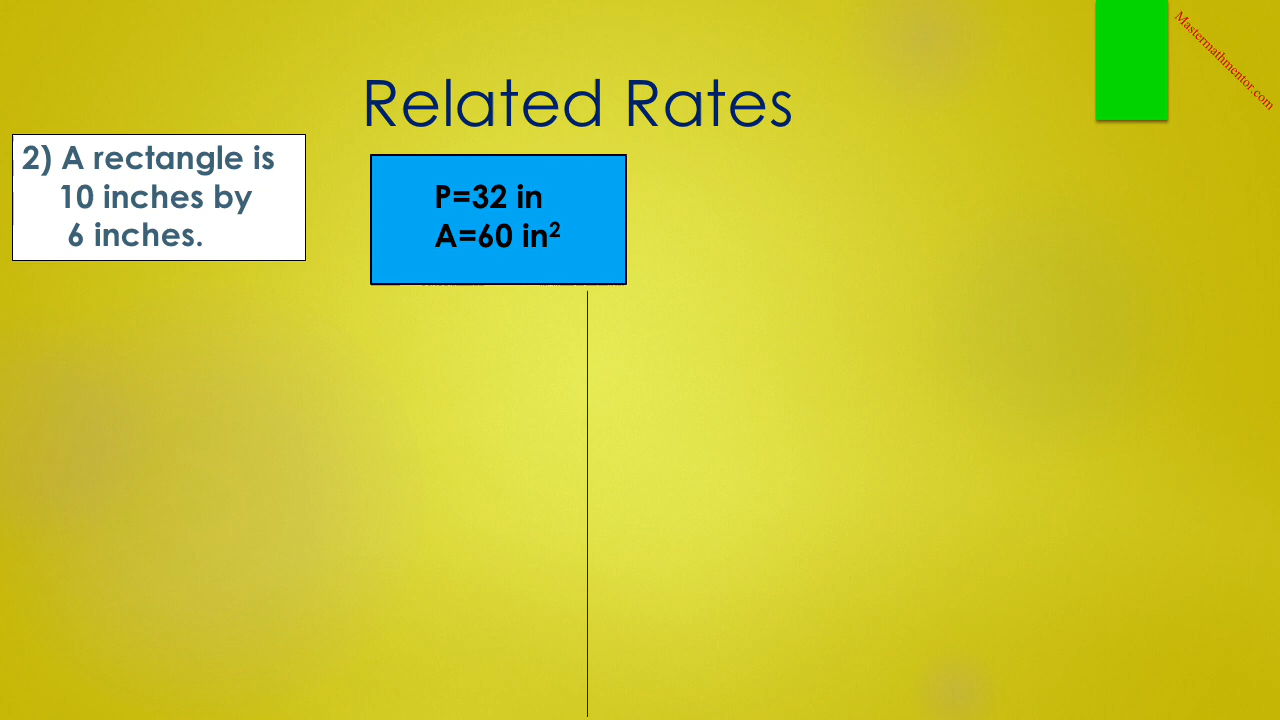 Mastermathmentor.com
Related Rates
2) A rectangle is
10 inches by
6 inches.
P=32 in
A=60 in²